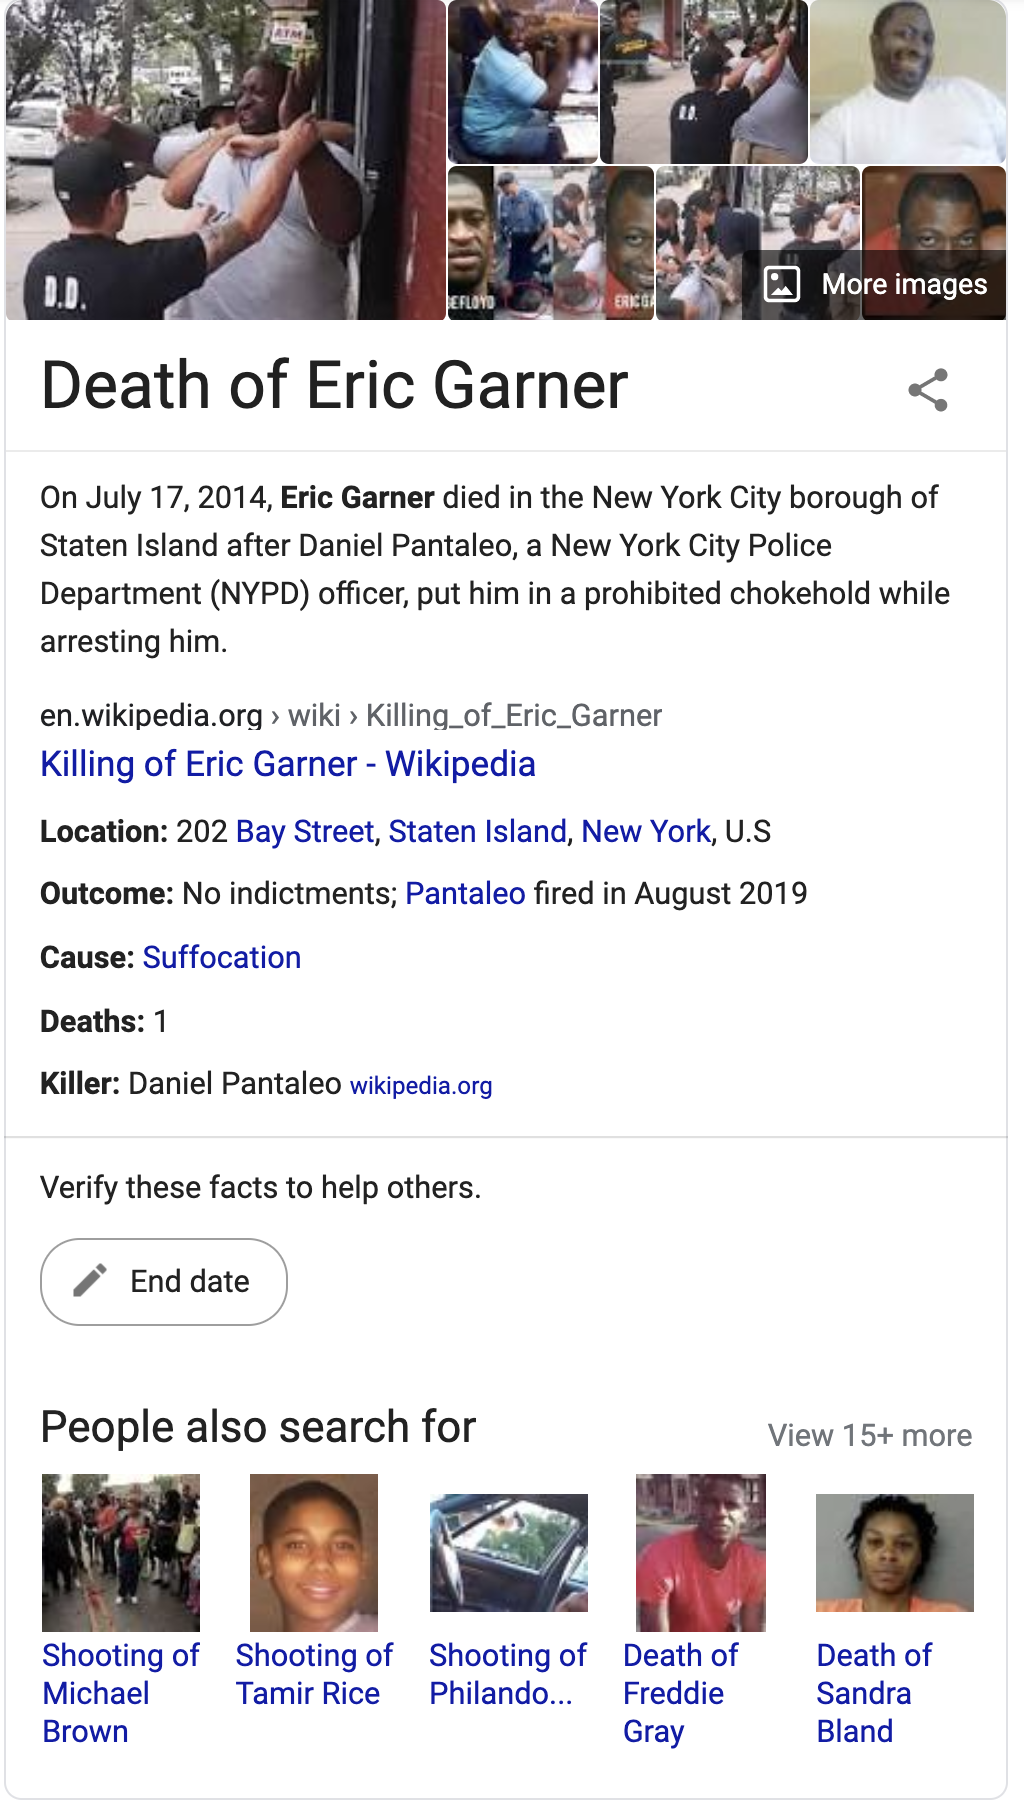 ATM
D.D.
D.D.
GEFLOYD
ERICGA
More images
Death of Eric Garner
On July 17, 2014, Eric Garner died in the New York City borough of
Staten Island after Daniel Pantaleo, a New York City Police
Department (NYPD) officer, put him in a prohibited chokehold while
arresting him.
en.wikipedia.org › wiki › Killing_of_Eric_Garner
Killing of Eric Garner - Wikipedia
Location: 202 Bay Street, Staten Island, New York, U.S
Outcome: No indictments; Pantaleo fired in August 2019
Cause: Suffocation
Deaths: 1
Killer: Daniel Pantaleo wikipedia.org
Verify these facts to help others.
End date
People also search for
View 15+ more
Shooting of
Michael
Brown
Shooting of
Tamir Rice
Shooting of
Philando...
Death of
Freddie
Gray
Death of
Sandra
Bland